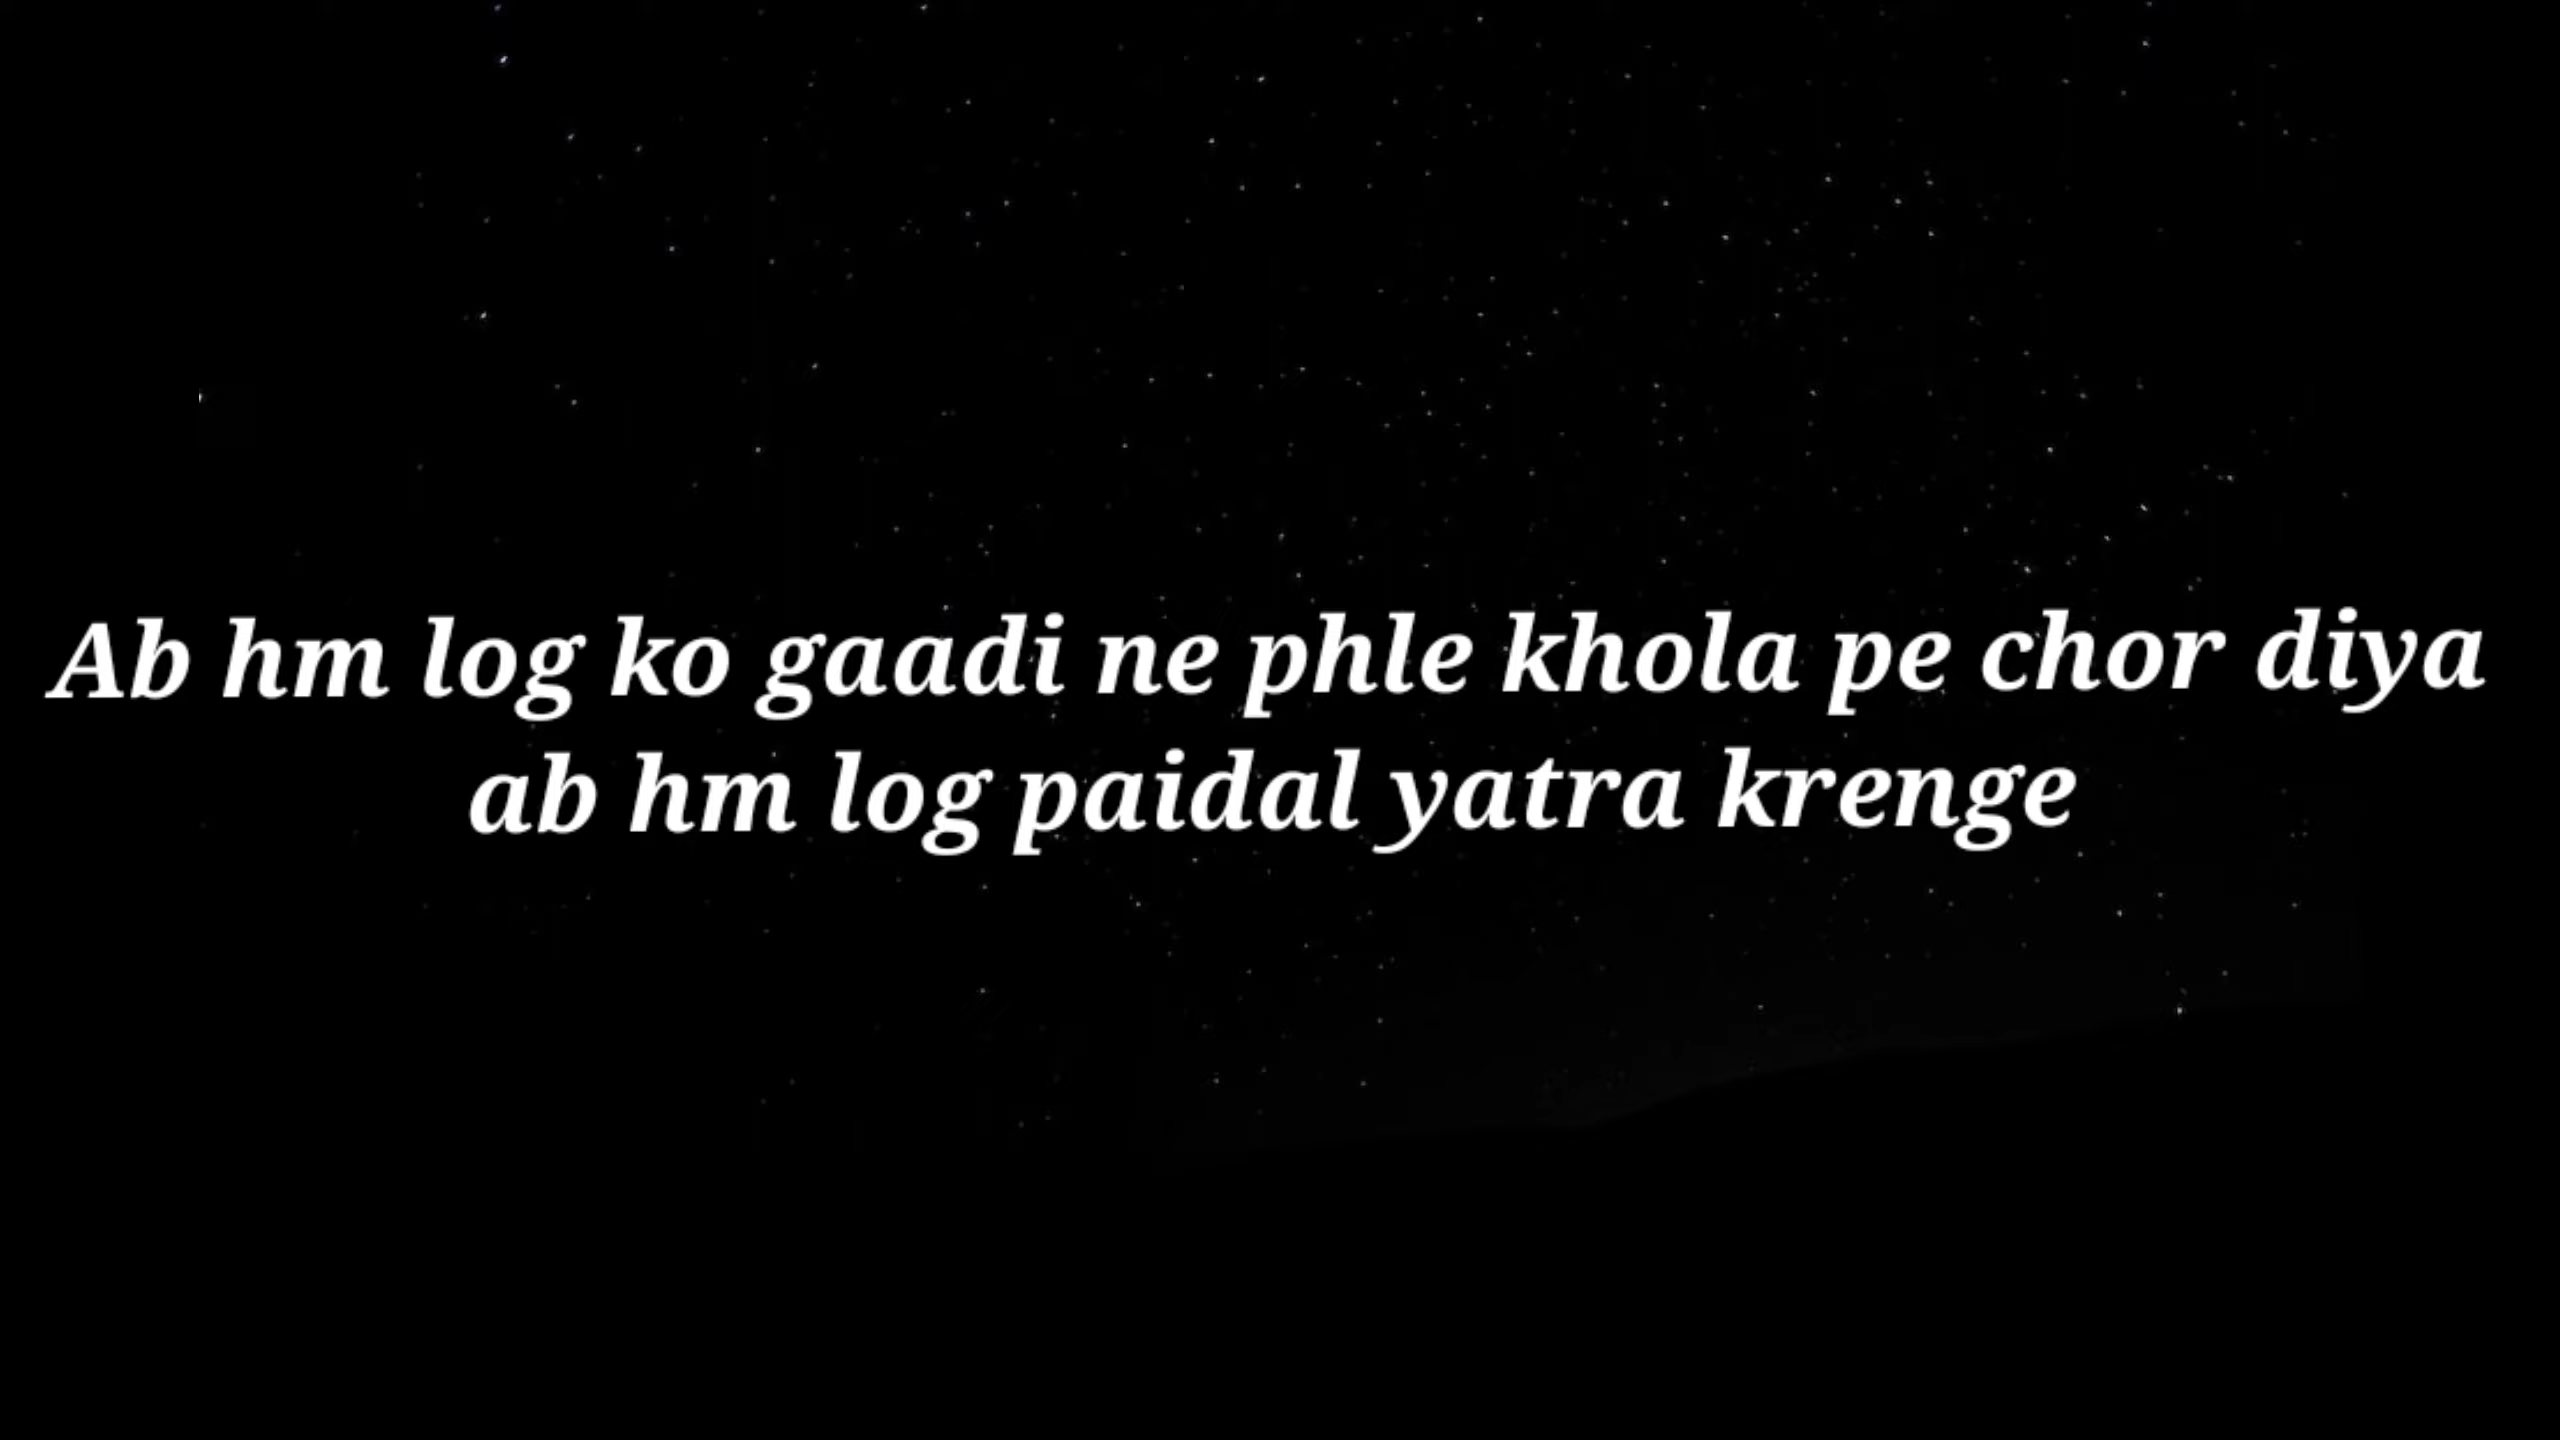 Ab hm log ko gaadi ne phle khola pe chor diya
ab hm log paidal yatra krenge